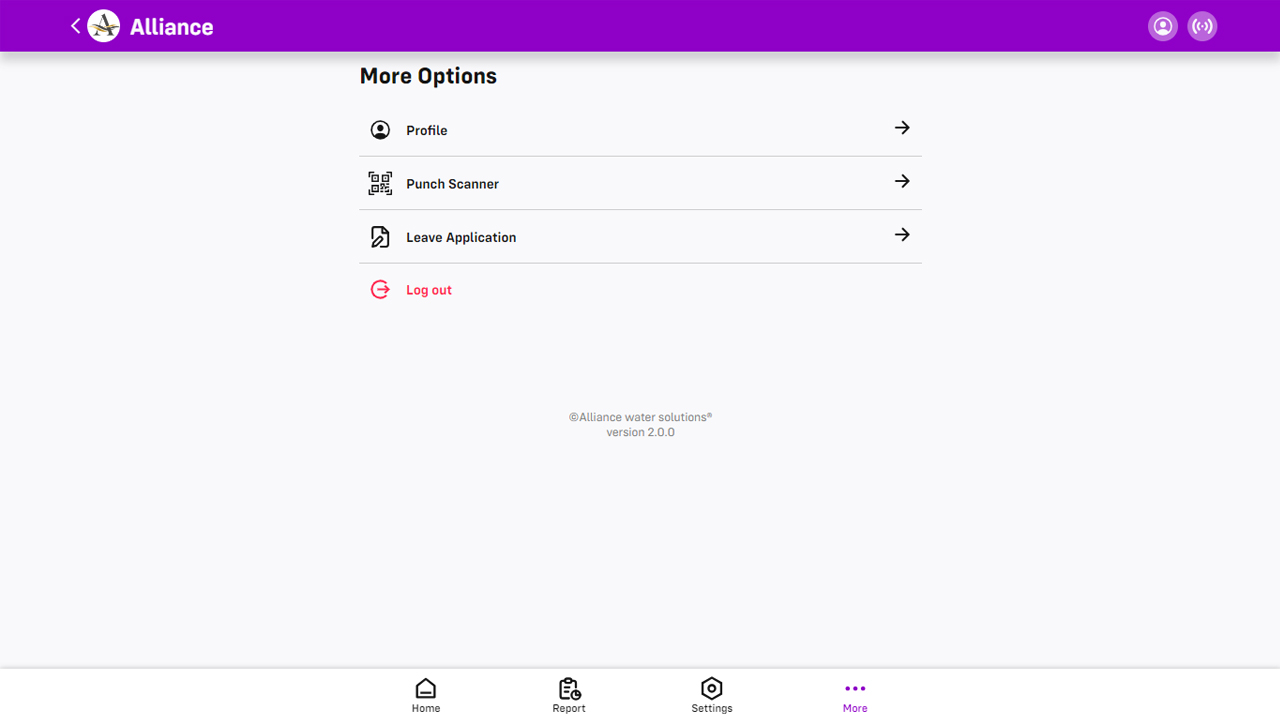 Alliance
More Options
Profile
Punch Scanner
Leave Application
Log out
©Alliance water solutions®
version 2.0.0
Home
Report
Settings
More